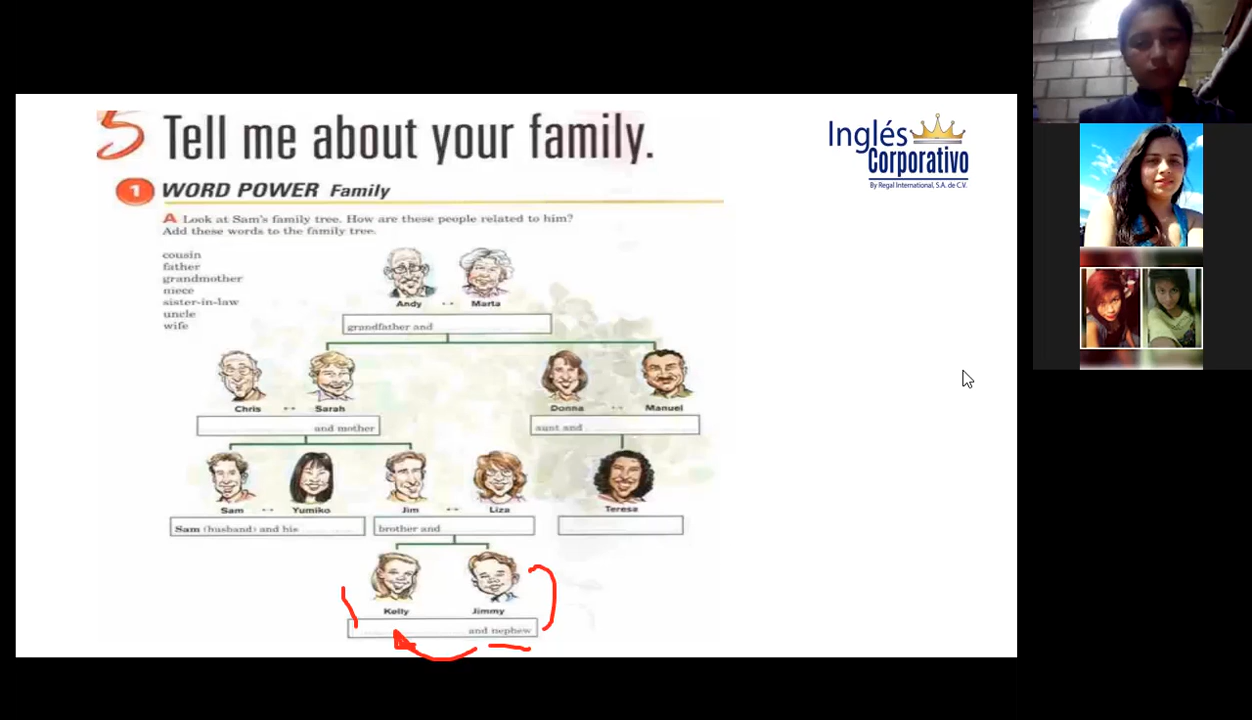 5 Tell me about your family.
Inglés
Corporativo
By Regal International, S.A. de C.V.
1 WORD POWER Family
A Look at Sam's family tree. How are these people related to him?
Add these words to the family tree.
cousin
father
grandmother
niece
sister-in-law
uncle
wife
Andy Marta
grandfather and
Chris Sarah Donna Manuel
and mother aunt and
Sam Yumiko Jim Liza Teresa
Sam (husband) and his brother and
Kelly Jimmy
and nephew